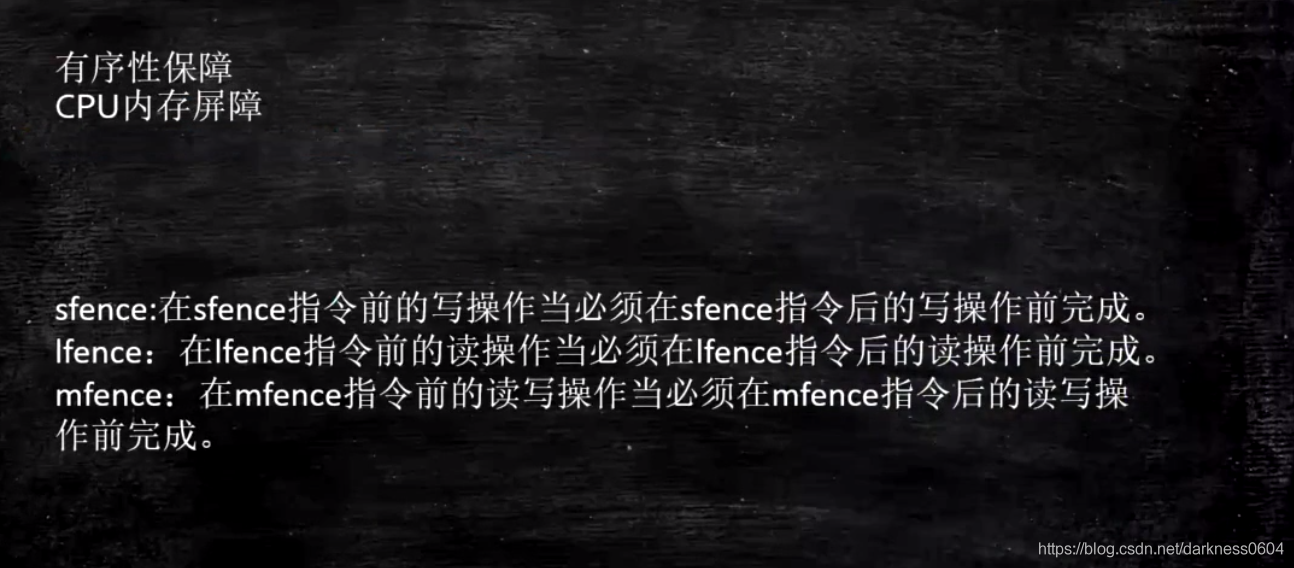 有序性保障
CPU内存屏障
sfence:在sfence指令前的写操作当必须在sfence指令后的写操作前完成。
lfence：在lfence指令前的读操作当必须在lfence指令后的读操作前完成。
mfence：在mfence指令前的读写操作当必须在mfence指令后的读写操
作前完成。
https://blog.csdn.net/darkness0604